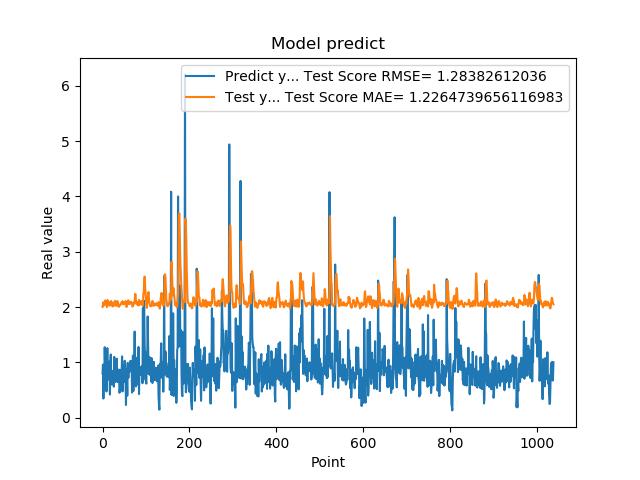 Model predict
Predict y... Test Score RMSE= 1.28382612036
Test y... Test Score MAE= 1.2264739656116983
Real value
6
5
4
3
2
1
0
0 200 400 600 800 1000
Point